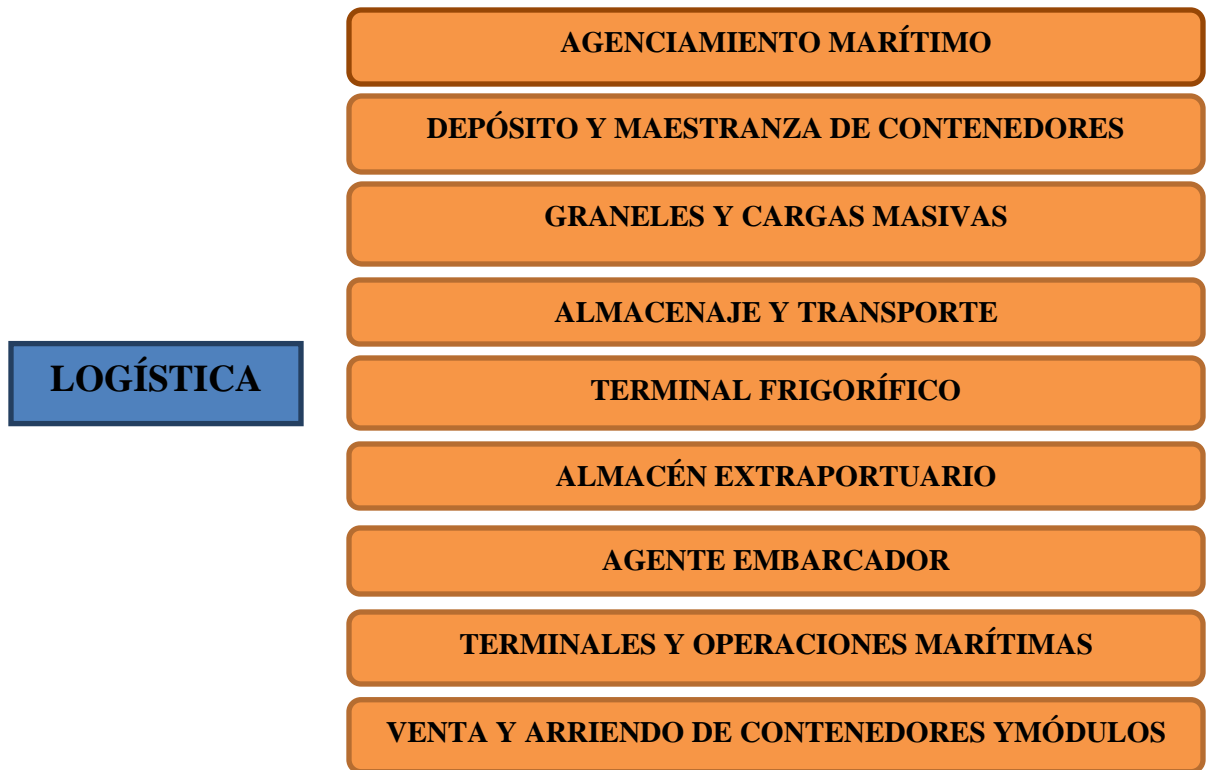 AGENCIAMIENTO MARÍTIMO
DEPÓSITO Y MAESTRANZA DE CONTENEDORES
GRANELES Y CARGAS MASIVAS
ALMACENAJE Y TRANSPORTE
LOGÍSTICA
TERMINAL FRIGORÍFICO
ALMACÉN EXTRAPORTUARIO
AGENTE EMBARCADOR
TERMINALES Y OPERACIONES MARÍTIMAS
VENTA Y ARRIENDO DE CONTENEDORES YMÓDULOS